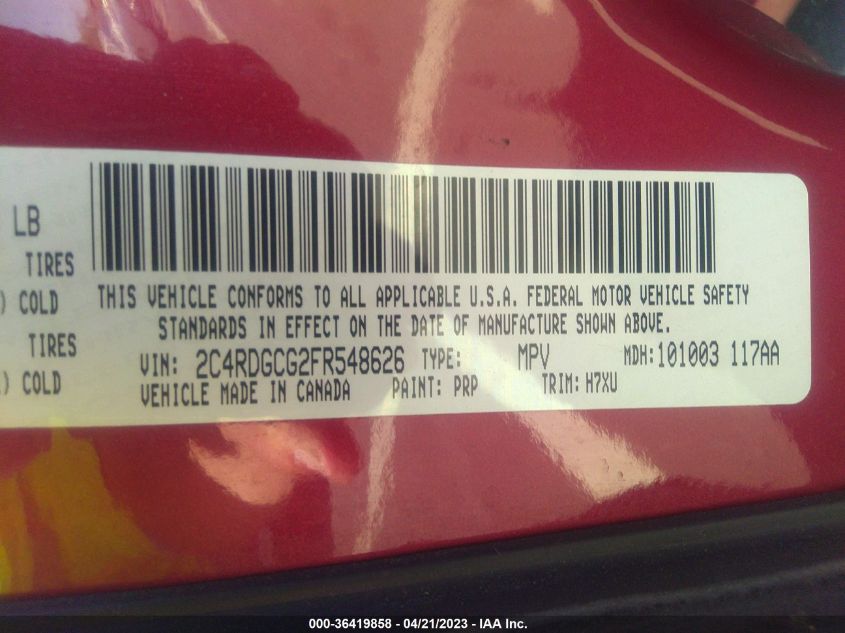 LB
TIRES
) COLD
TIRES
) COLD
THIS VEHICLE CONFORMS TO ALL APPLICABLE U.S.A. FEDERAL MOTOR VEHICLE SAFETY
STANDARDS IN EFFECT ON THE DATE OF MANUFACTURE SHOWN ABOVE.
VIN: 2C4RDGCG2FR548626 TYPE: MPV MDH:101003 117AA
VEHICLE MADE IN CANADA PAINT: PRP TRIM: H7XU
000-36419858 - 04/21/2023 - IAA Inc.